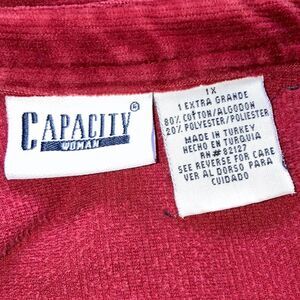 CAPACITY
WOMAN
1X
1 EXTRA GRANDE
80% COTTON/ALGODON
20% POLYESTER/POLIESTER
MADE IN TURKEY
HECHO EN TURQUIA
RN# 82127
SEE REVERSE FOR CARE
VER AL DORSO PARA
CUIDADO